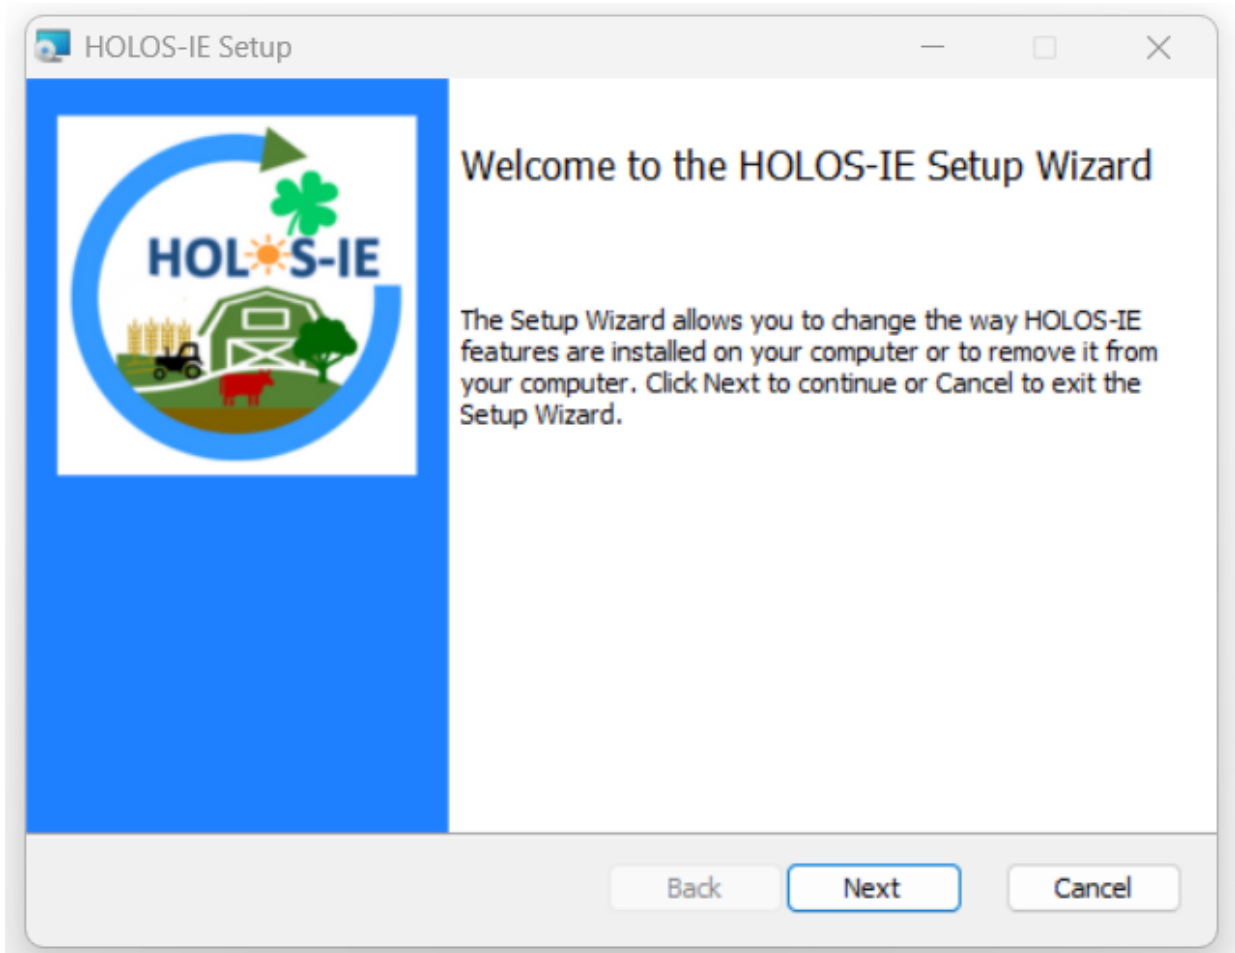 HOLOS-IE Setup
HOLOS-IE
Welcome to the HOLOS-IE Setup Wizard
The Setup Wizard allows you to change the way HOLOS-IE
features are installed on your computer or to remove it from
your computer. Click Next to continue or Cancel to exit the
Setup Wizard.
Back
Next
Cancel